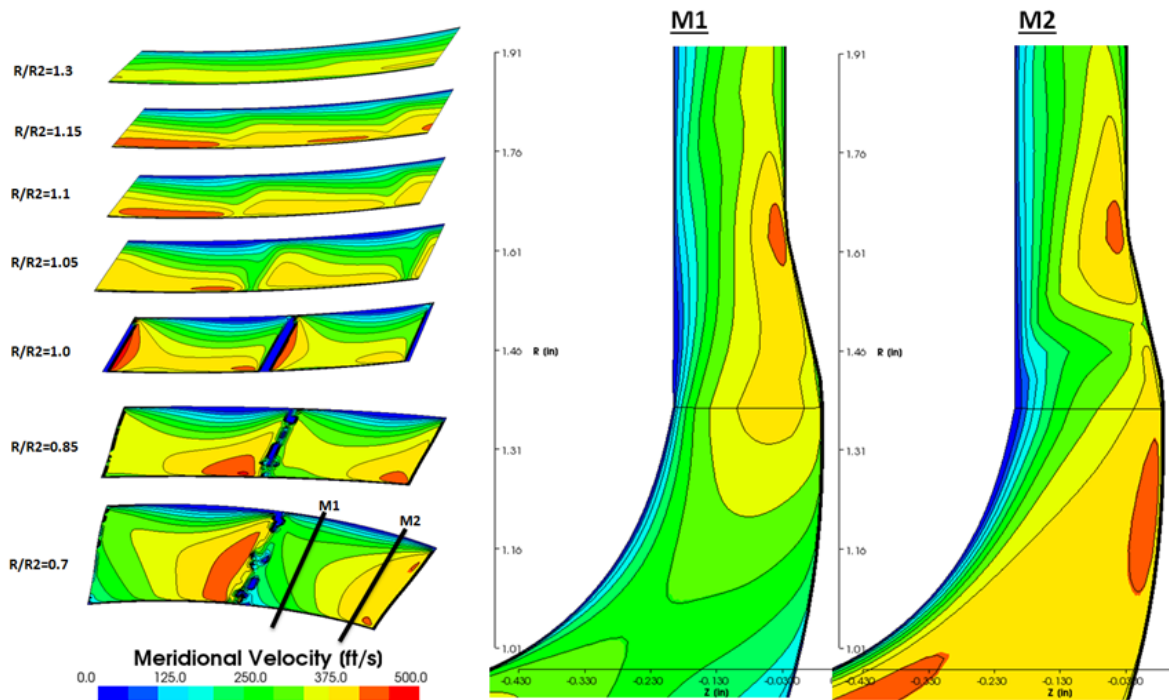 M1
M2
R/R2=1.3
R/R2=1.15
R/R2=1.1
R/R2=1.05
R/R2=1.0
R/R2=0.85
R/R2=0.7
M1
M2
Meridional Velocity (ft/s)
0.0 125.0 250.0 375.0 500.0
1.91
1.76
1.61
1.46 R (in)
1.31
1.16
1.01
-0.430 -0.330 -0.230 -0.130 -0.0300
Z (in)
1.91
1.76
1.61
1.46 R (in)
1.31
1.16
1.01
-0.430 -0.330 -0.230 -0.130 -0.0300
Z (in)